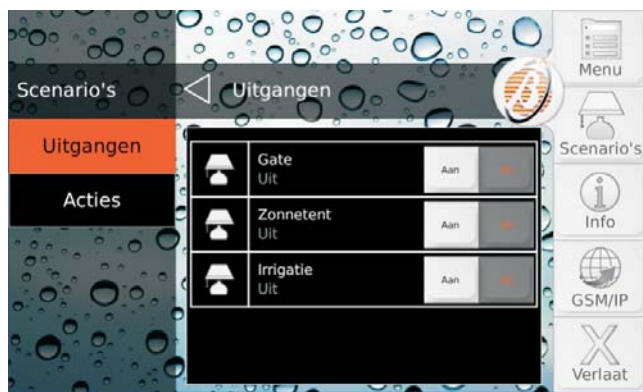 Scenario's
Uitgangen
Uitgangen
Acties
Gate
Uit
Aan
Zonnetent
Uit
Aan
Irrigatie
Uit
Aan
Menu
Scenario's
Info
GSM/IP
Verlaat